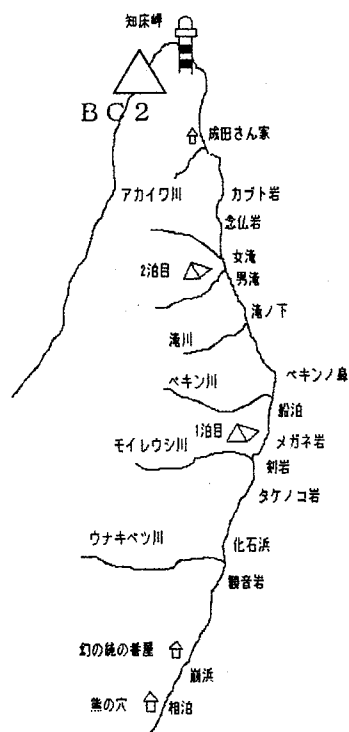 知床岬
BC2
成田さん家
アカイワ川
カブト岩
念仏岩
女滝
2泊目
男滝
滝ノ下
滝川
ペキンノ鼻
ペキン川
船泊
1泊目
メガネ岩
モイレウシ川
剣岩
タケノコ岩
ウナキベツ川
化石浜
観音岩
幻の銭の番屋
崩浜
熊の穴
相泊